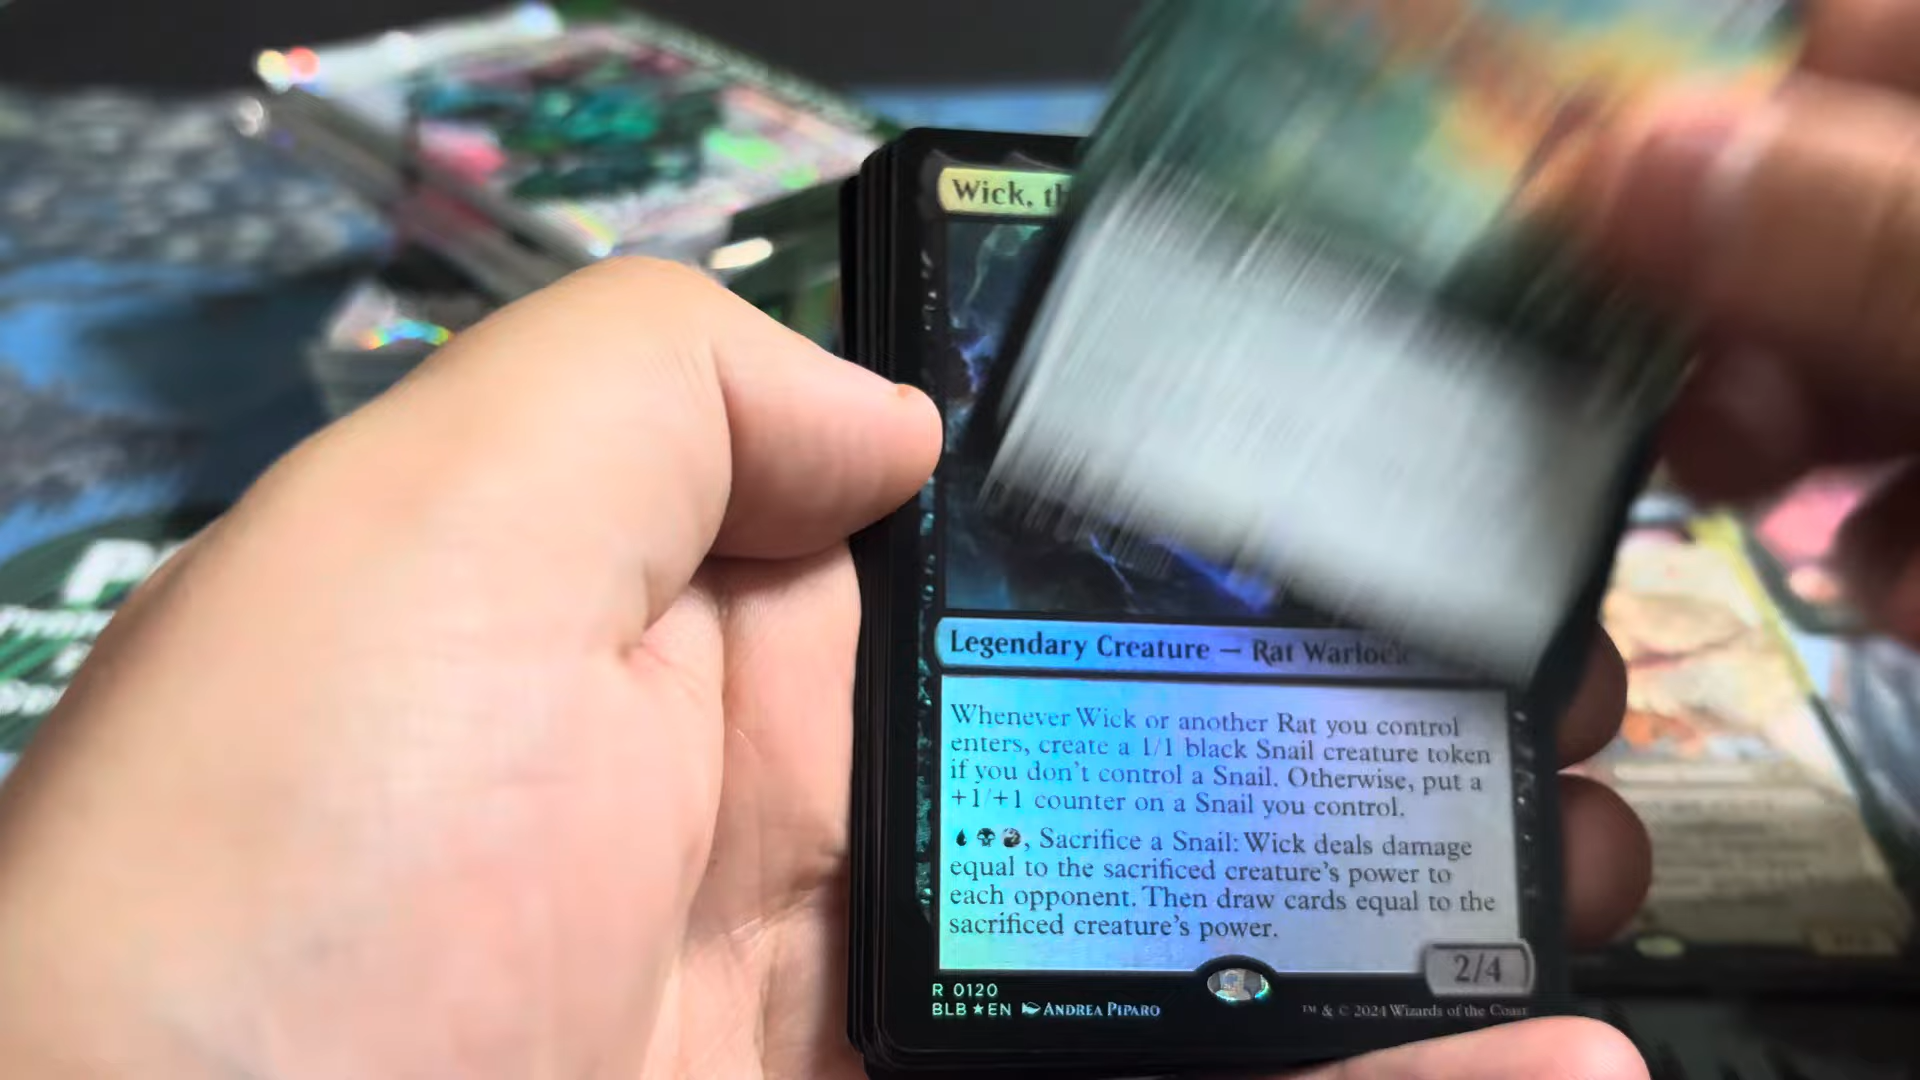 Wick, th
Legendary Creature — Rat Warlock
Whenever Wick or another Rat you control
enters, create a 1/1 black Snail creature token
if you don't control a Snail. Otherwise, put a
+1/+1 counter on a Snail you control.
, Sacrifice a Snail: Wick deals damage
equal to the sacrificed creature's power to
each opponent. Then draw cards equal to the
sacrificed creature's power.
2/4
R 0120
BLB★EN ANDREA PIPARO
™ & © 2024 Wizards of the Coast